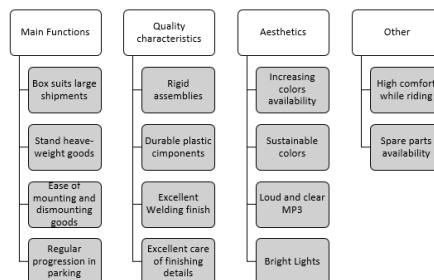 Main Functions
Box suits large
shipments
Stand heave-
weight goods
Ease of
mounting and
dismounting
goods
Regular
progression in
parking
Quality
characteristics
Rigid
assemblies
Durable plastic
cimponents
Excellent
Welding finish
Excellent care
of finishing
details
Aesthetics
Increasing
colors
availability
Sustainable
colors
Loud and clear
MP3
Bright Lights
Other
High comfort
while riding
Spare parts
availability